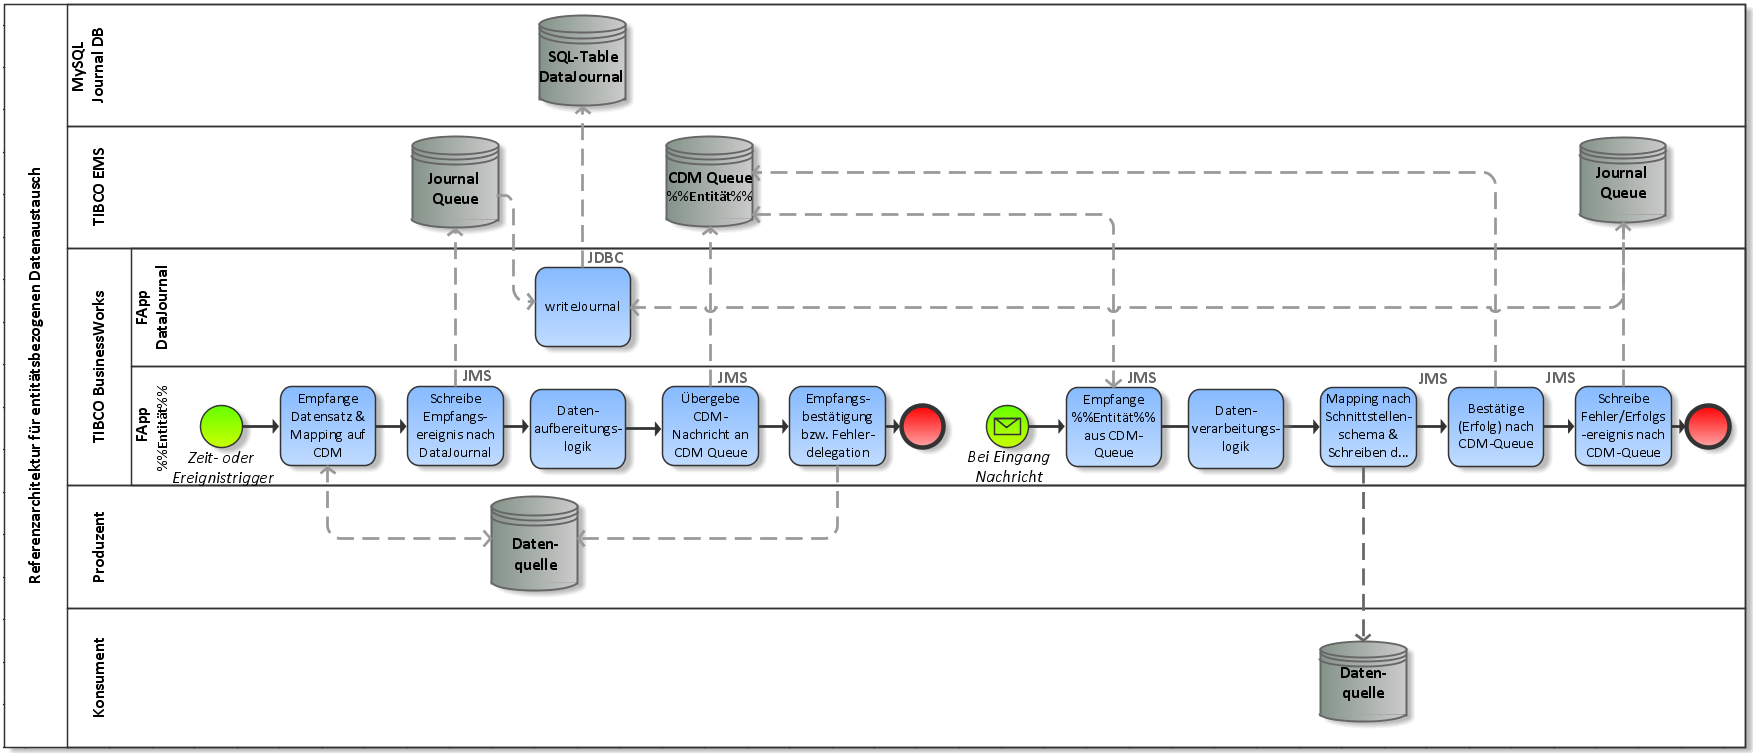 Referenzarchitektur für entitätsbezogenen Datenaustausch
MySQL
Journal DB
SQL-Table
DataJournal
TIBCO EMS
Journal
Queue
CDM Queue
%%Entität%%
Journal
Queue
TIBCO BusinessWorks
FApp
DataJournal
JDBC
writeJournal
FApp
%%Entität%%
JMS
JMS
JMS
JMS
JMS
Zeit- oder
Ereignistrigger
Empfange
Datensatz &
Mapping auf
CDM
Schreibe
Empfangs-
ereignis nach
DataJournal
Daten-
aufbereitungs-
logik
Übergebe
CDM-
Nachricht an
CDM Queue
Empfangs-
bestätigung
bzw. Fehler-
delegation
Bei Eingang
Nachricht
Empfange
%%Entität%%
aus CDM-
Queue
Daten-
verarbeitungs-
logik
Mapping nach
Schnittstellen-
schema &
Schreiben d...
Bestätige
(Erfolg) nach
CDM-Queue
Schreibe
Fehler/Erfolgs
-ereignis nach
CDM-Queue
Produzent
Daten-
quelle
Konsument
Daten-
quelle